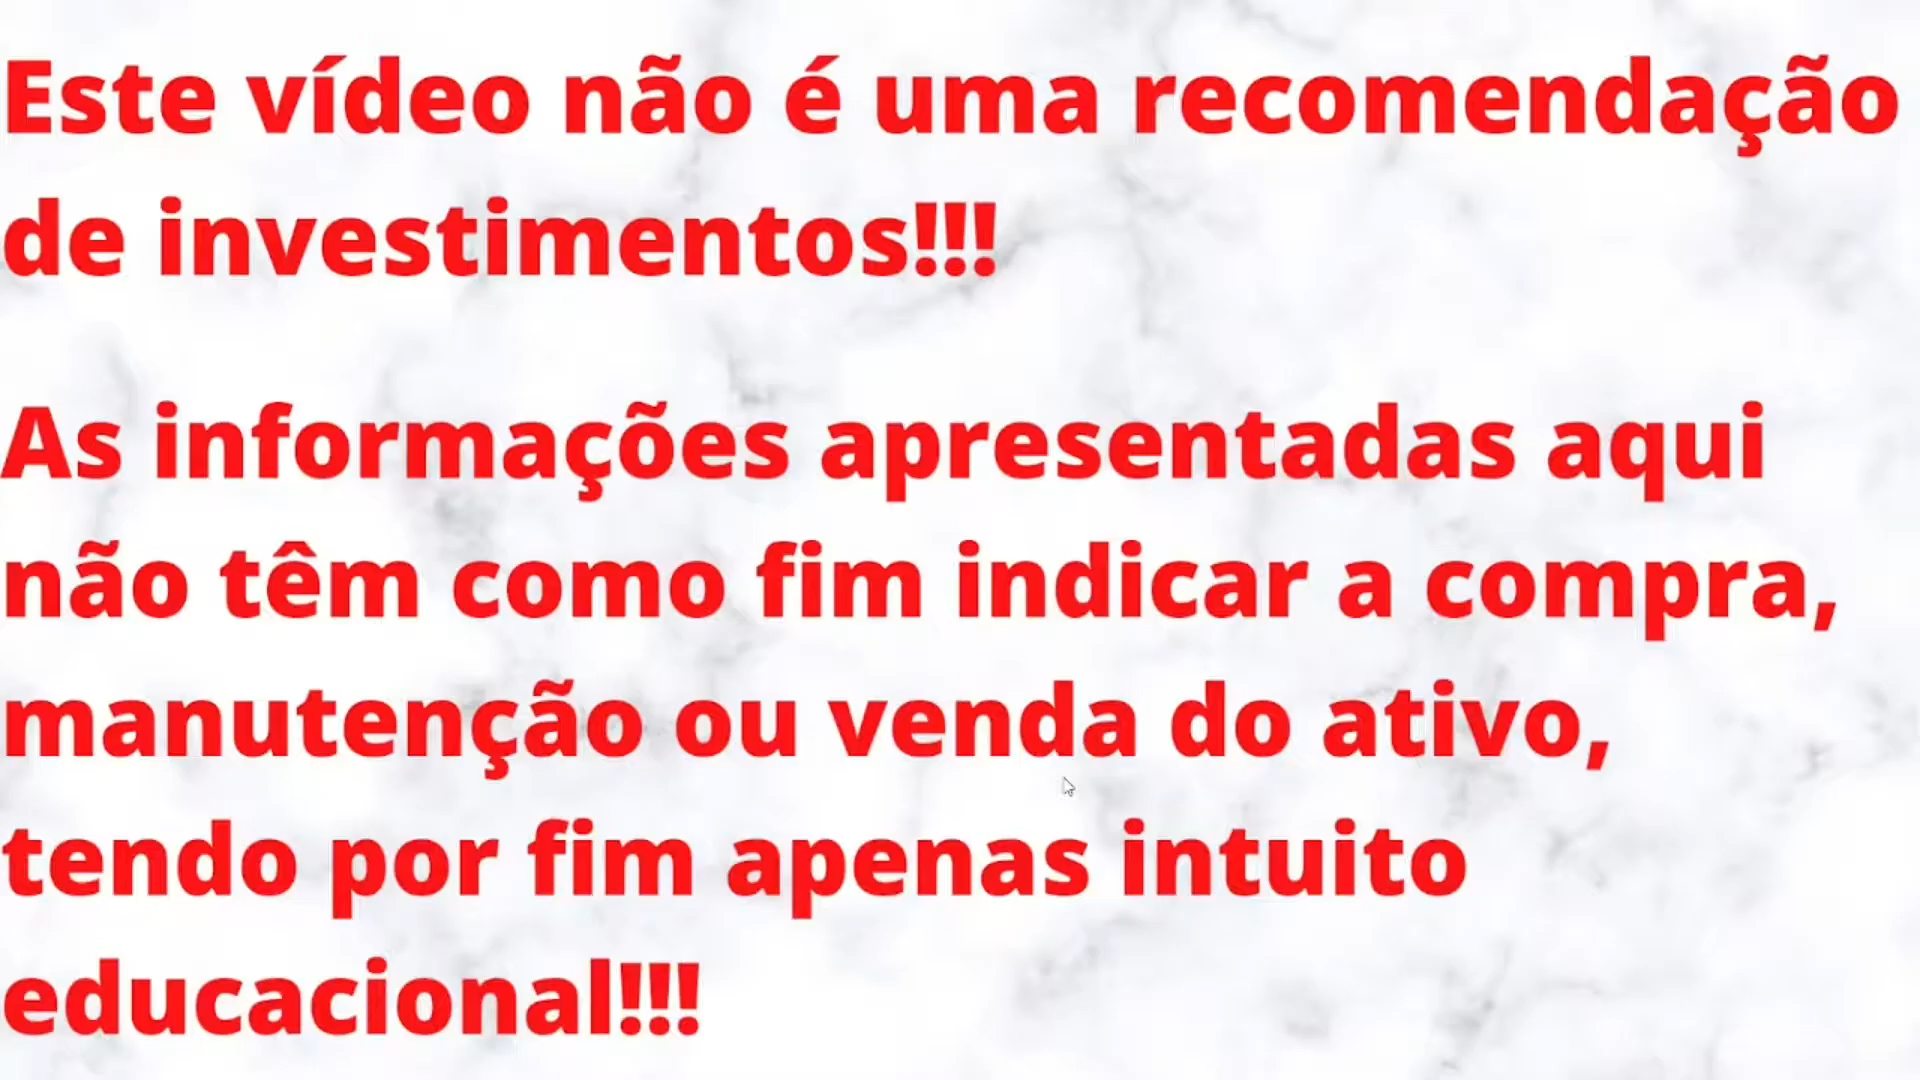 Este vídeo não é uma recomendação
de investimentos!!!
As informações apresentadas aqui
não têm como fim indicar a compra,
manutenção ou venda do ativo,
tendo por fim apenas intuito
educacional!!!